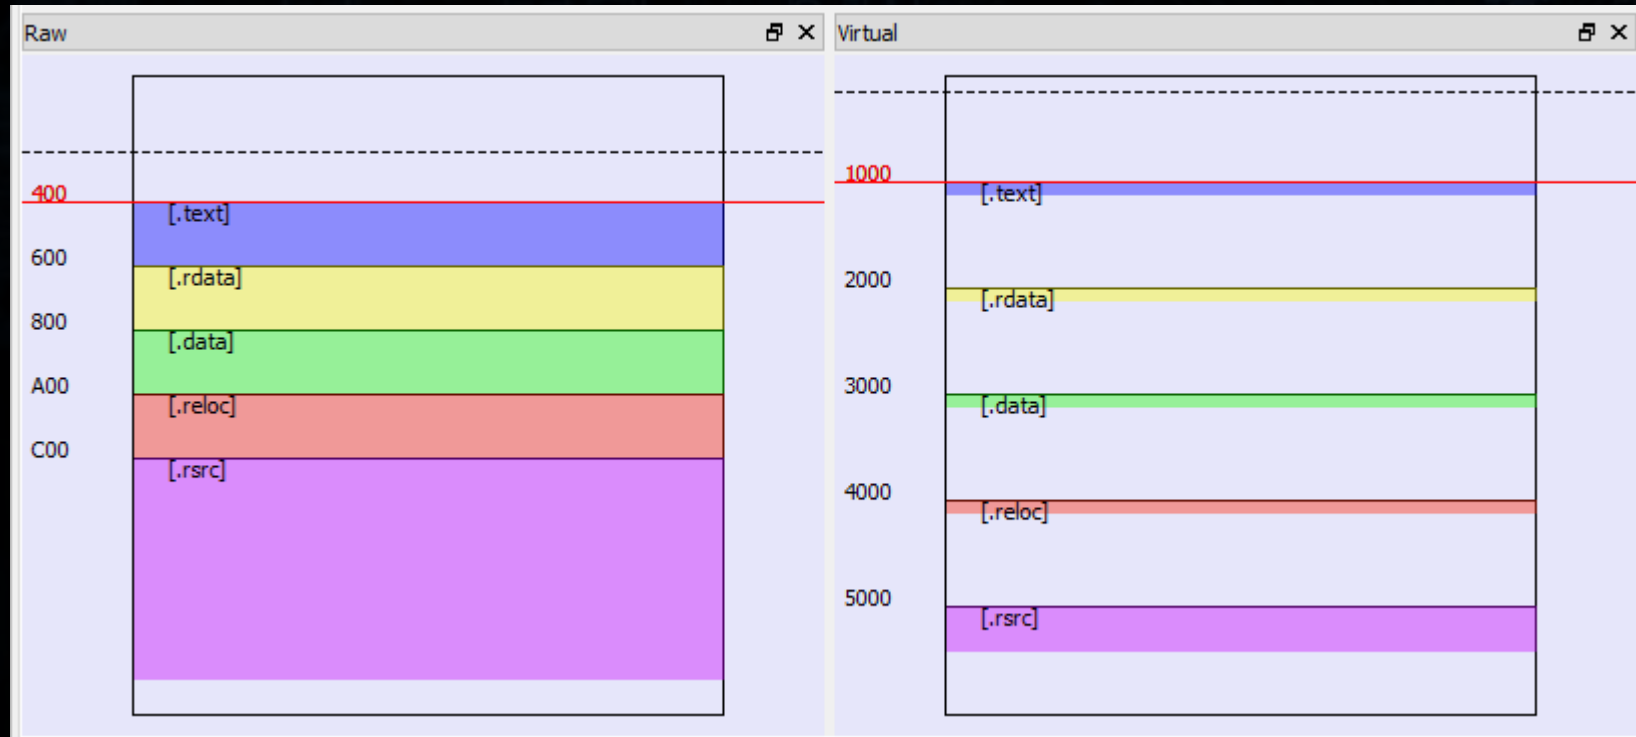 Raw
400
[.text]
600
[.rdata]
800
[.data]
A00
[.reloc]
C00
[.rsrc]
Virtual
1000
[.text]
2000
[.rdata]
3000
[.data]
4000
[.reloc]
5000
[.rsrc]